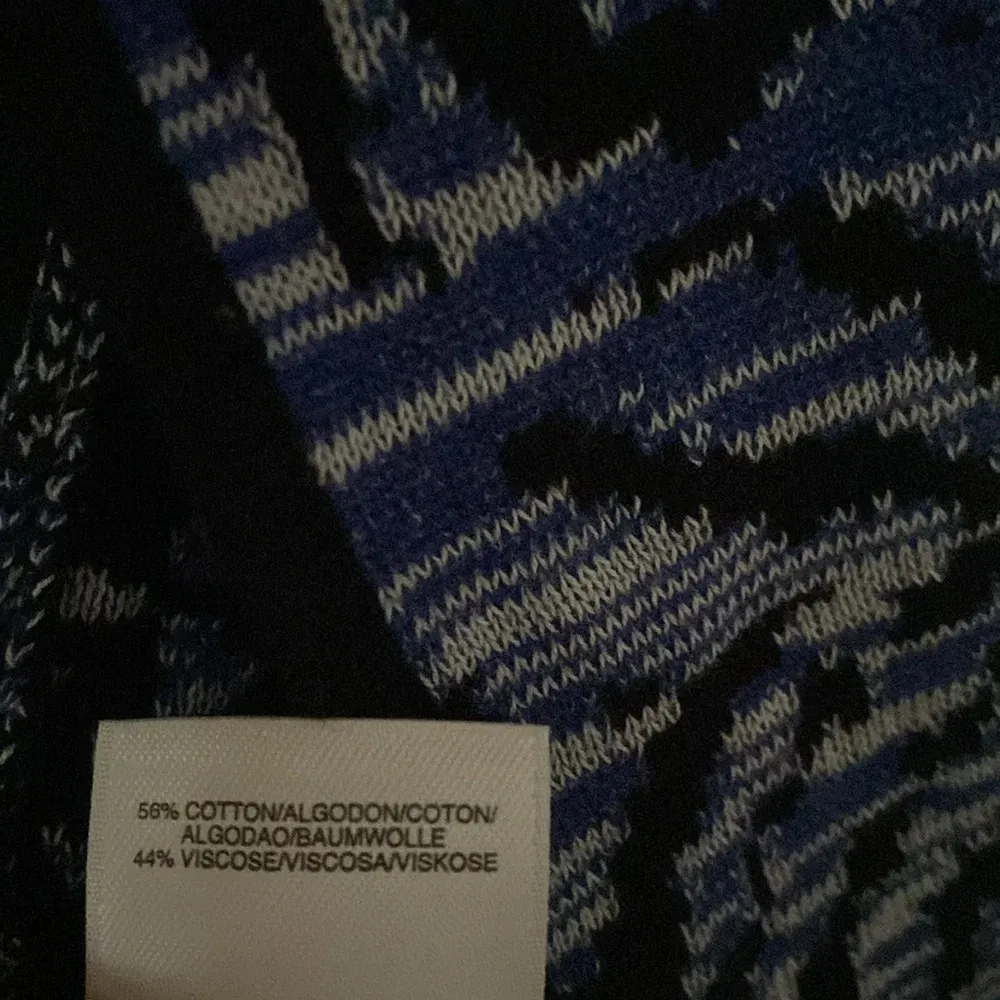 56% COTTON/ALGODON/COTON/
ALGODAO/BAUMWOLLE
44% VISCOSE/VISCOSA/VISKOSE